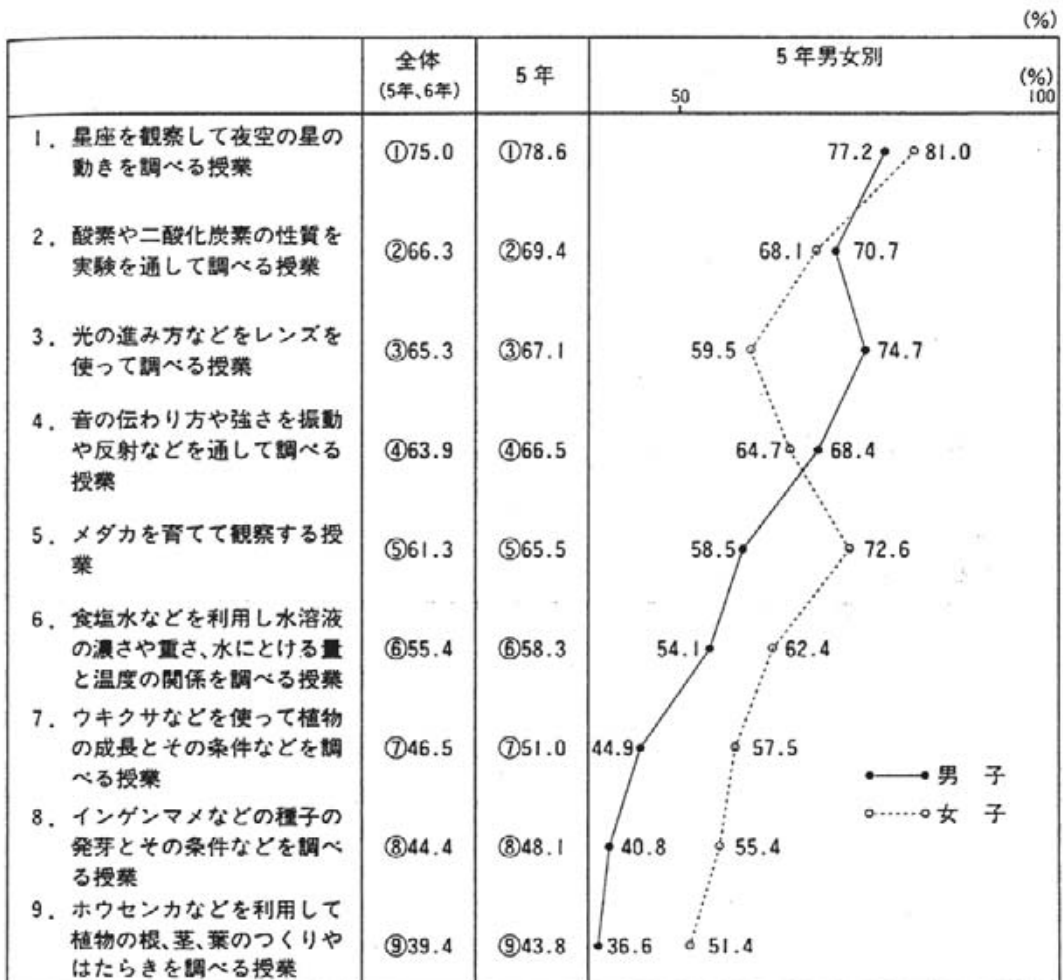 (%)
全体
(5年、6年)
5年
5年男女別
(%)
50
100
1．星座を観察して夜空の星の
動きを調べる授業
①75.0
①78.6
77.2
81.0
2．酸素や二酸化炭素の性質を
実験を通して調べる授業
②66.3
②69.4
68.1
70.7
3．光の進み方などをレンズを
使って調べる授業
③65.3
③67.1
59.5
74.7
4．音の伝わり方や強さを振動
や反射などを通して調べる
授業
④63.9
④66.5
64.7
68.4
5．メダカを育てて観察する授
業
⑤61.3
⑤65.5
58.5
72.6
6．食塩水などを利用し水溶液
の濃さや重さ、水にとける量
と温度の関係を調べる授業
⑥55.4
⑥58.3
54.1
62.4
7．ウキクサなどを使って植物
の成長とその条件などを調
べる授業
⑦46.5
⑦51.0
44.9
57.5
男子
女子
8．インゲンマメなどの種子の
発芽とその条件などを調べ
る授業
⑧44.4
⑧48.1
40.8
55.4
9．ホウセンカなどを利用して
植物の根、茎、葉のつくりや
はたらきを調べる授業
⑨39.4
⑨43.8
36.6
51.4